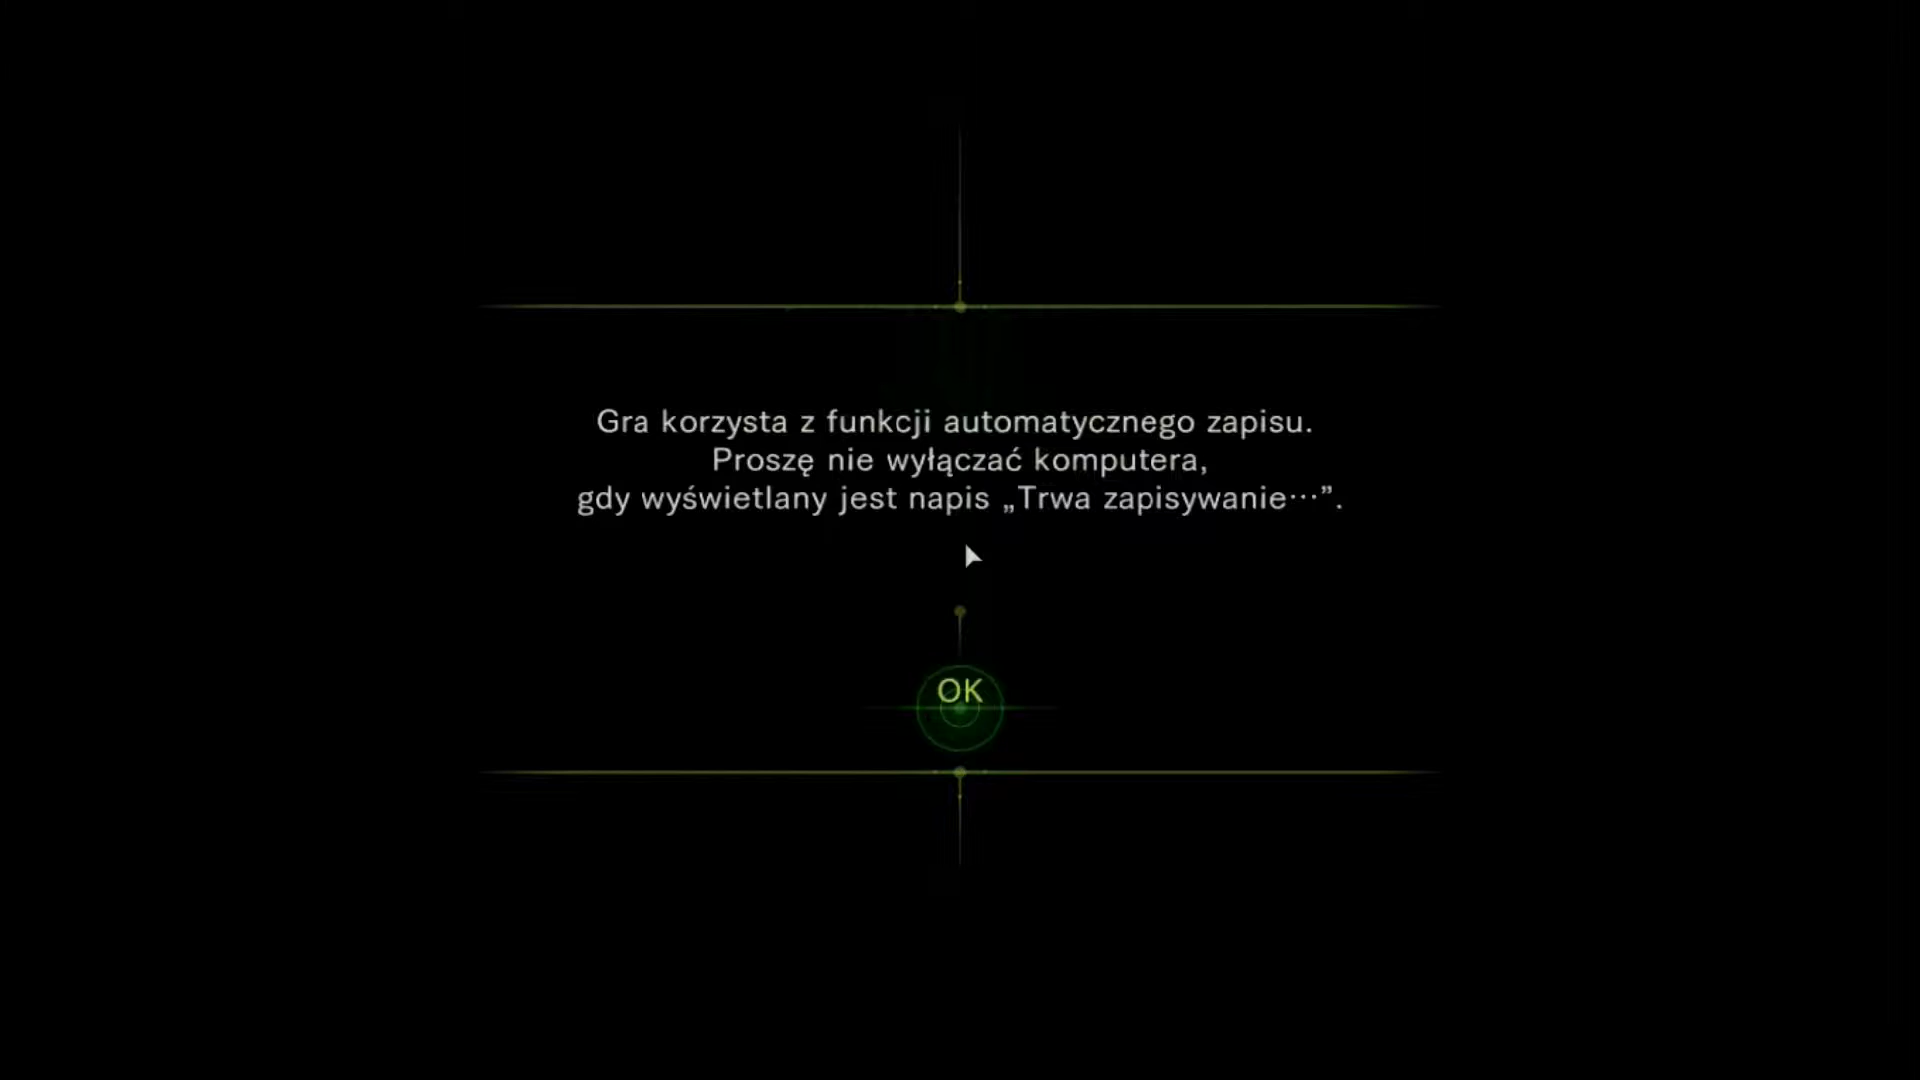 Gra korzysta z funkcji automatycznego zapisu.
Proszę nie wyłączać komputera,
gdy wyświetlany jest napis „Trwa zapisywanie…”.
OK